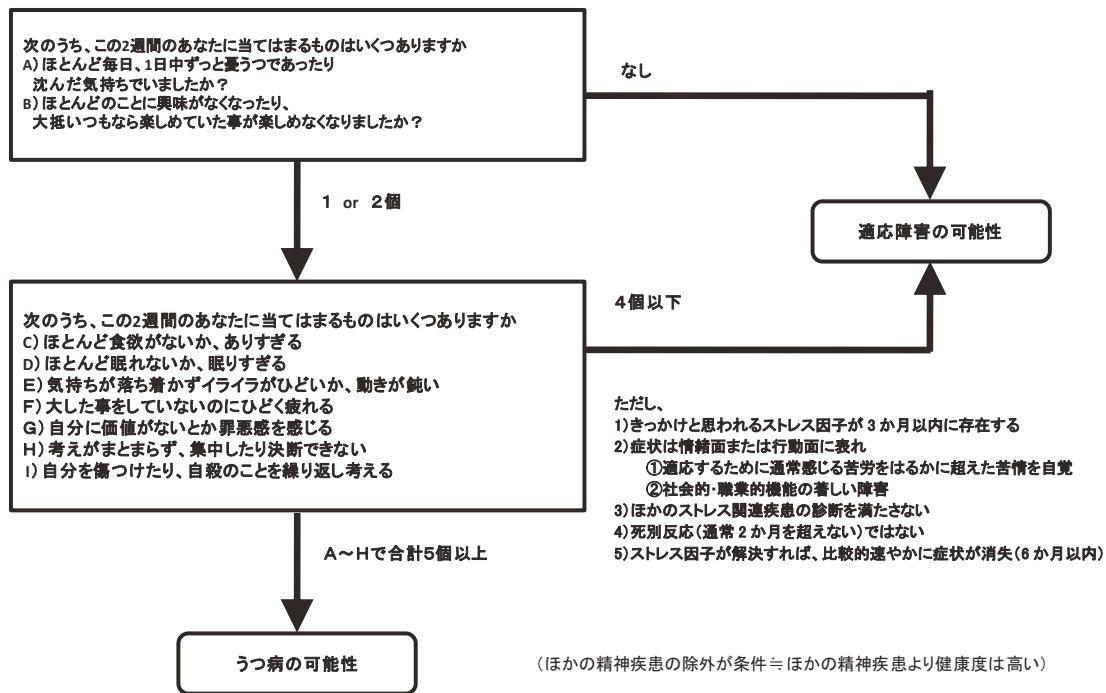 次のうち、この2週間のあなたに当てはまるものはいくつありますか
A）ほとんど毎日、1日中ずっと憂うつであったり
沈んだ気持ちでいましたか？
B）ほとんどのことに興味がなくなったり、
大抵いつもなら楽しめていた事が楽しめなくなりましたか？
なし
1 or 2個
適応障害の可能性
次のうち、この2週間のあなたに当てはまるものはいくつありますか
C）ほとんど食欲がないか、ありすぎる
D）ほとんど眠れないか、眠りすぎる
E）気持ちが落ち着かずイライラがひどいか、動きが鈍い
F）大した事をしていないのにひどく疲れる
G）自分に価値がないとか罪悪感を感じる
H）考えがまとまらず、集中したり決断できない
I）自分を傷つけたり、自殺のことを繰り返し考える
4個以下
ただし、
1)きっかけと思われるストレス因子が3か月以内に存在する
2)症状は情緒面または行動面に表れ
①適応するために通常感じる苦労をはるかに超えた苦情を自覚
②社会的・職業的機能の著しい障害
3)ほかのストレス関連疾患の診断を満たさない
4)死別反応（通常2か月を超えない）ではない
5)ストレス因子が解決すれば、比較的速やかに症状が消失（6か月以内）
A～Hで合計5個以上
うつ病の可能性
（ほかの精神疾患の除外が条件≒ほかの精神疾患より健康度は高い）